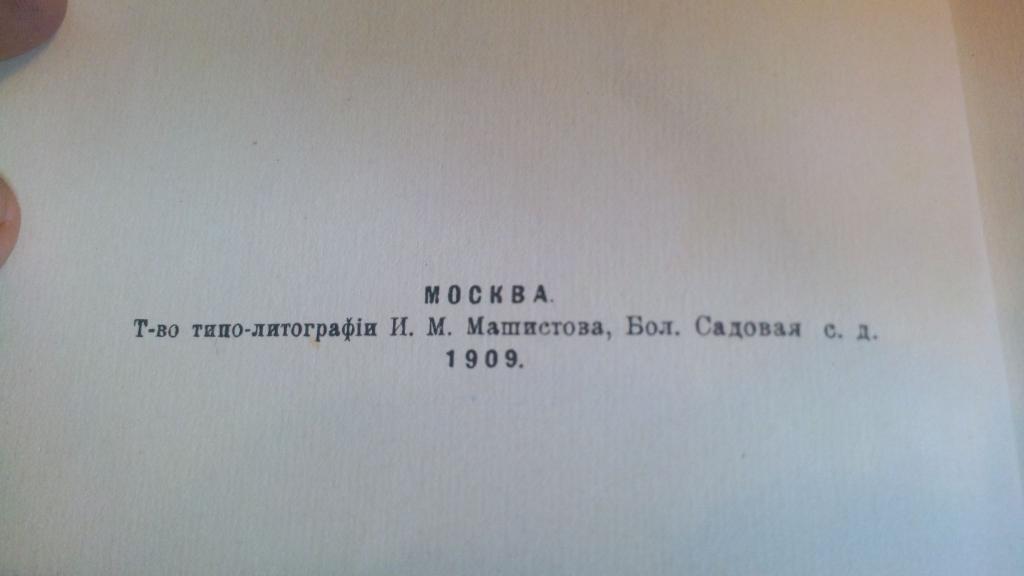 МОСКВА.
Т-во типо-литографіи И. М. Машистова, Бол. Садовая с. д.
1909.